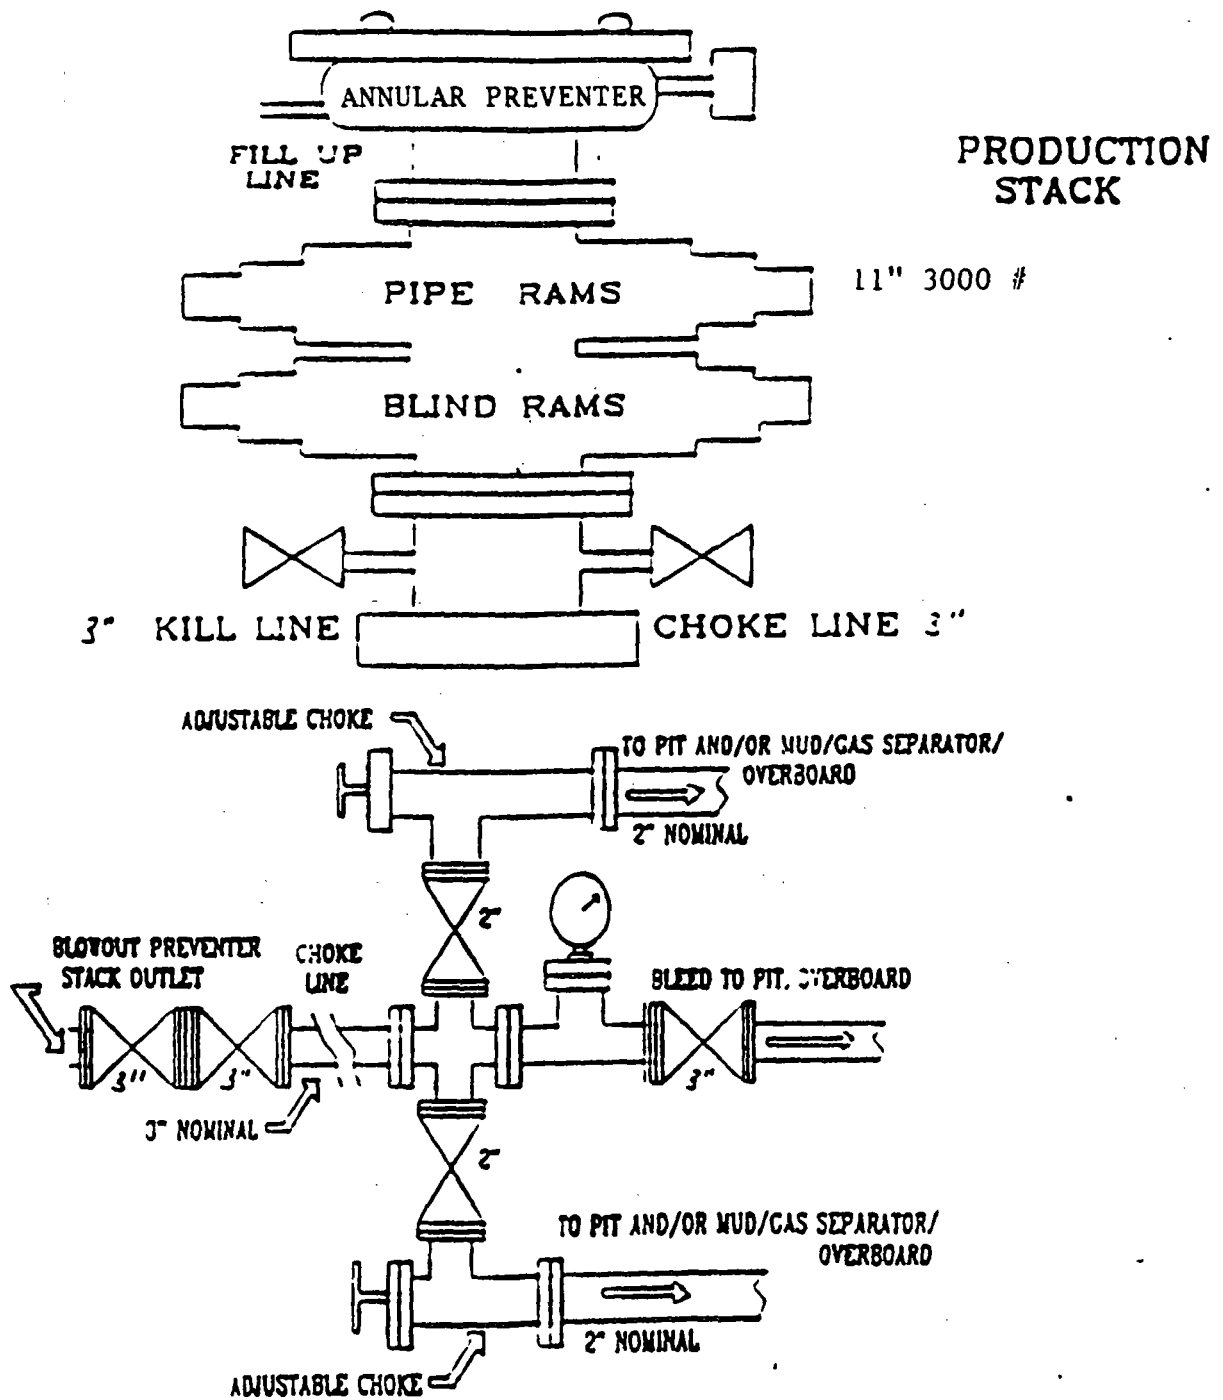 ANNULAR PREVENTER
FILL UP
LINE
PRODUCTION
STACK
PIPE RAMS
11" 3000 #
BLIND RAMS
3" KILL LINE
CHOKE LINE 3"
ADJUSTABLE CHOKE
TO PIT AND/OR MUD/GAS SEPARATOR/
OVERBOARD
2" NOMINAL
2"
BLOWOUT PREVENTER
STACK OUTLET
CHOKE
LINE
BLEED TO PIT, OVERBOARD
3"
3"
3"
3" NOMINAL
2"
TO PIT AND/OR MUD/GAS SEPARATOR/
OVERBOARD
2" NOMINAL
ADJUSTABLE CHOKE